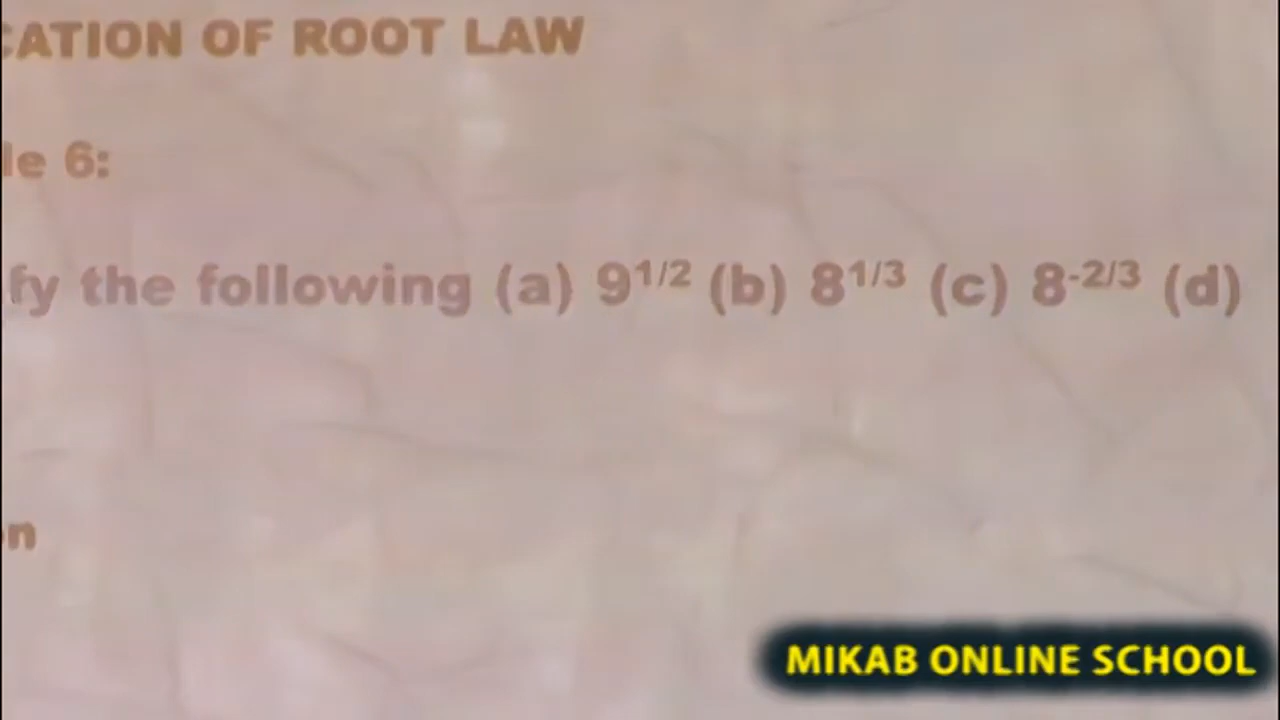 CATION OF ROOT LAW
le 6:
fy the following (a) 9^1/2 (b) 8^1/3 (c) 8^-2/3 (d)
on
MIKAB ONLINE SCHOOL